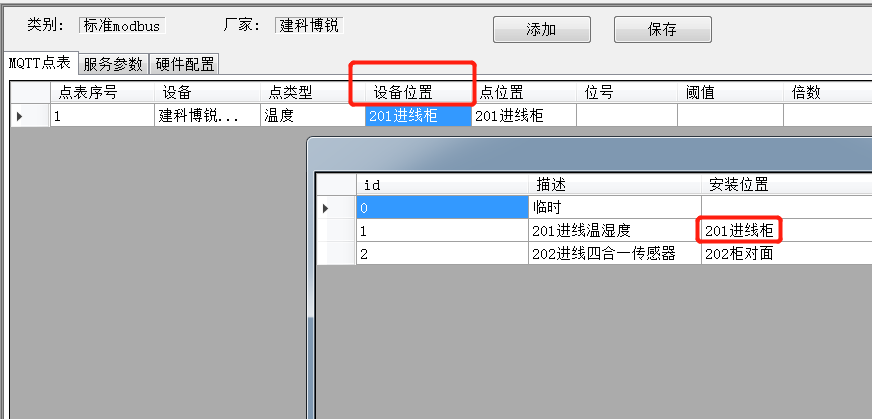 类别: 标准modbus 厂家: 建科博锐 添加 保存
MQTT点表 服务参数 硬件配置
点表序号 设备 点类型 设备位置 点位置 位号 阈值 倍数
1 建科博锐... 温度 201进线柜 201进线柜
id 描述 安装位置
0 临时
1 201进线温湿度 201进线柜
2 202进线四合一传感器 202柜对面